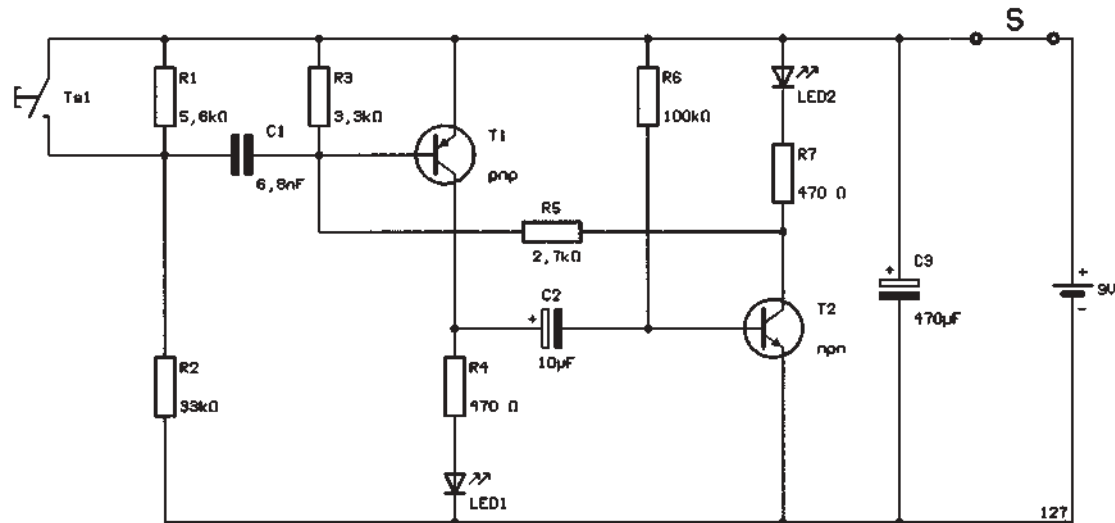 S
Ta1
R1
5,6kΩ
R3
3,3kΩ
R6
100kΩ
LED2
C1
6,8nF
T1
pnp
R7
470 Ω
R5
2,7kΩ
C3
470µF
+
9V
-
C2
+
10µF
T2
npn
R2
33kΩ
R4
470 Ω
LED1
+
127